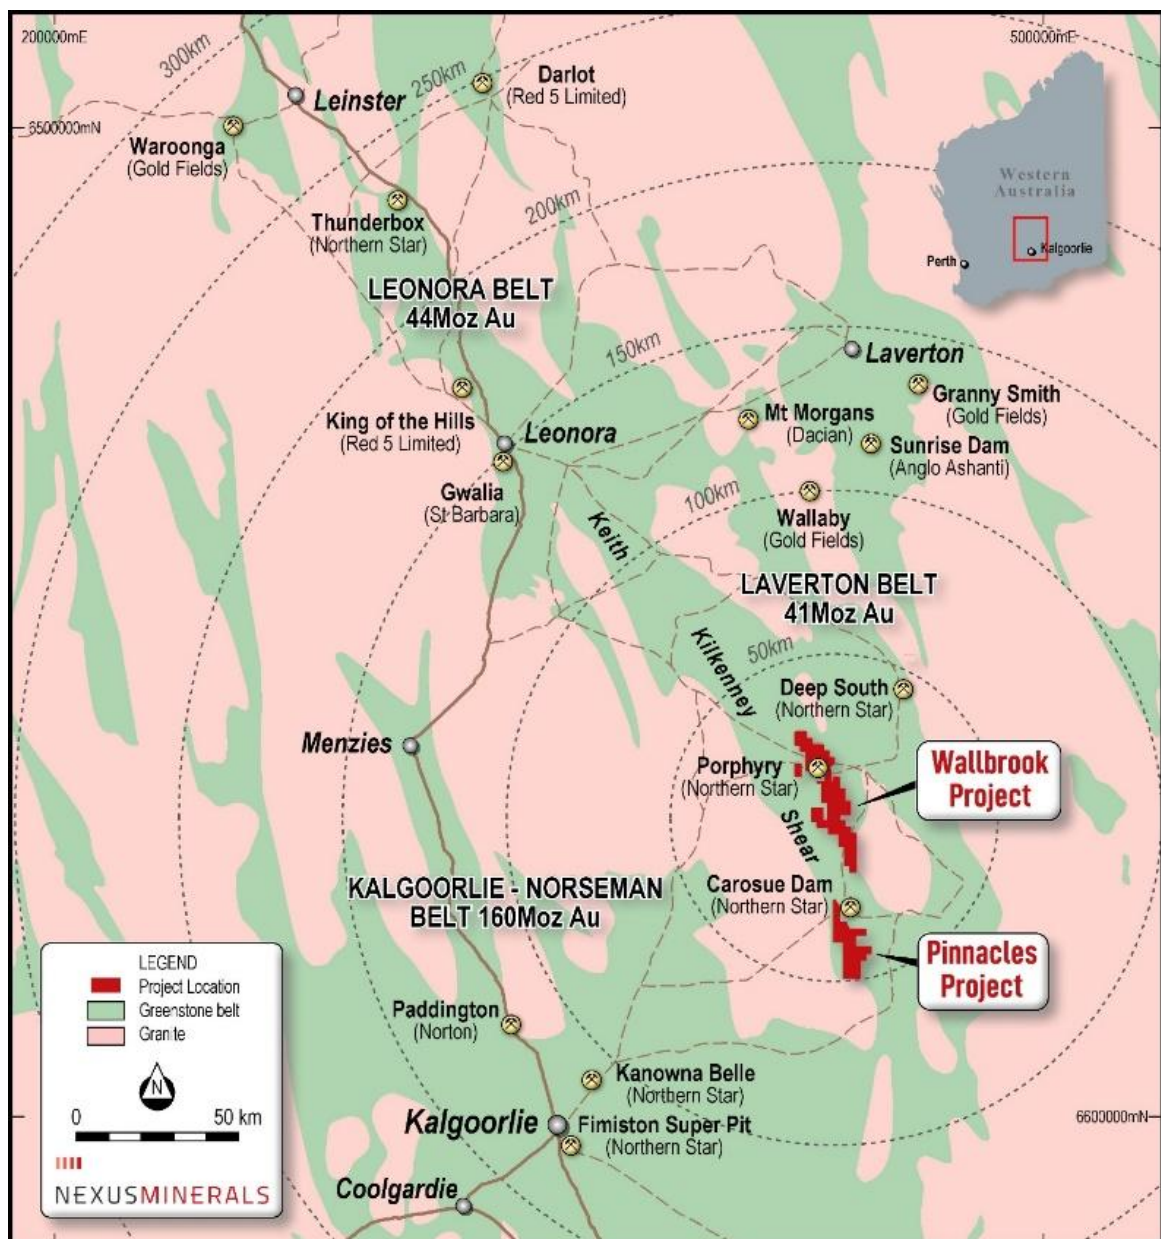 200000mE
500000mE
300km
250km
Darlot
(Red 5 Limited)
Leinster
6500000mN
Waroonga
(Gold Fields)
Western
Australia
200km
Thunderbox
(Northern Star)
Kalgoorlie
Perth
LEONORA BELT
44Moz Au
150km
Laverton
Granny Smith
(Gold Fields)
King of the Hills
(Red 5 Limited)
Leonora
Mt Morgans
(Dacian)
Sunrise Dam
(Anglo Ashanti)
Gwalia
(St Barbara)
100km
Wallaby
(Gold Fields)
Keith
LAVERTON BELT
41Moz Au
Kilkenney
50km
Deep South
(Northern Star)
Menzies
Porphyry
(Northern Star)
Wallbrook
Project
Shear
KALGOORLIE - NORSEMAN
BELT 160Moz Au
Carosue Dam
(Northern Star)
Pinnacles
Project
LEGEND
Project Location
Greenstone belt
Granite
N
0 50 km
NEXUSMINERALS
Paddington
(Norton)
Kanowna Belle
(Northern Star)
Kalgoorlie
Fimiston Super Pit
(Northern Star)
6600000mN
Coolgardie